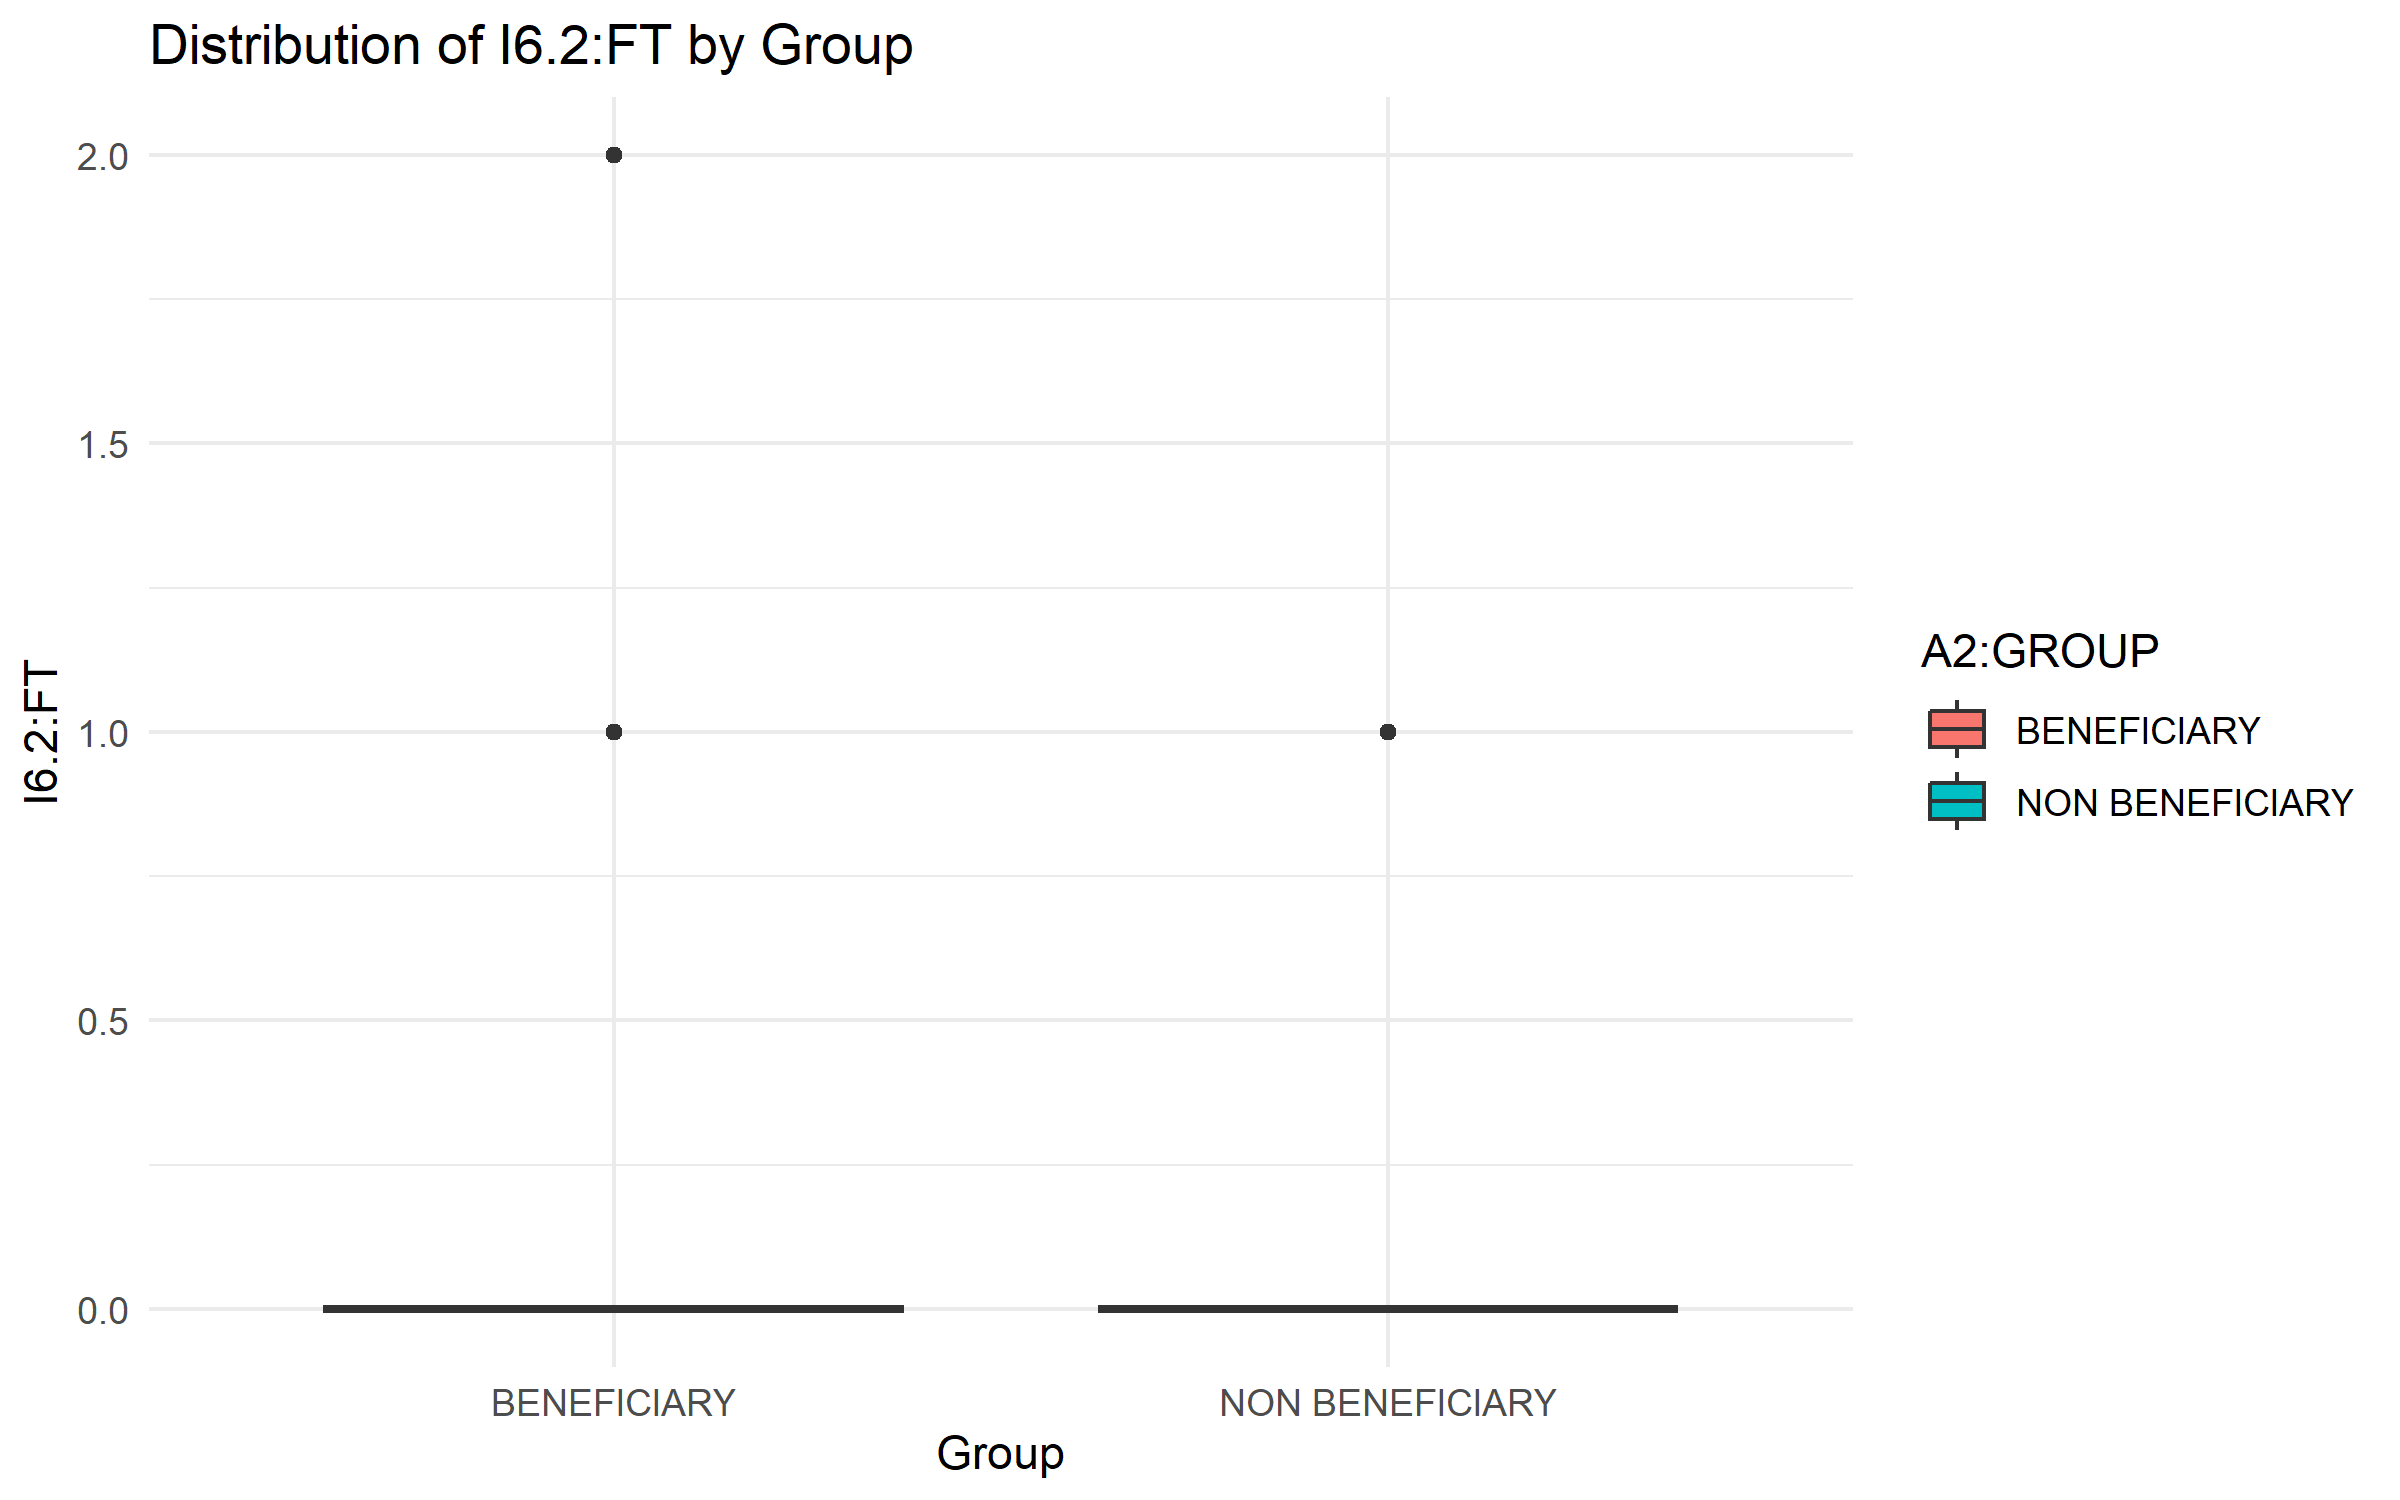 Distribution of I6.2:FT by Group
I6.2:FT
2.0
1.5
1.0
0.5
0.0
BENEFICIARY
NON BENEFICIARY
Group
A2:GROUP
BENEFICIARY
NON BENEFICIARY